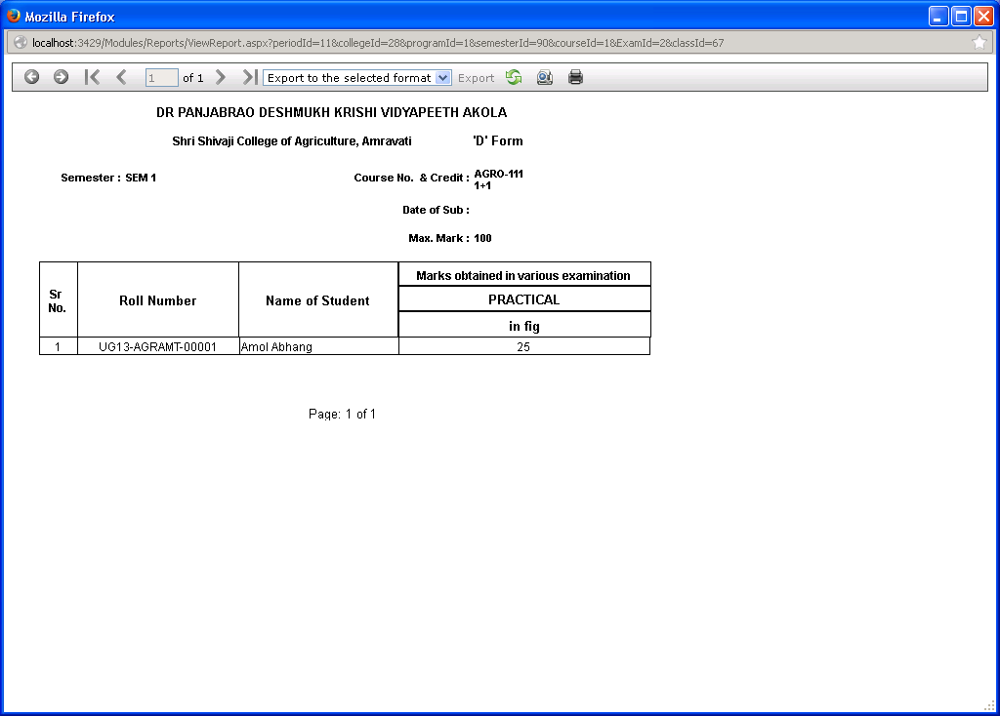 Mozilla Firefox
localhost:3429/Modules/Reports/ViewReport.aspx?periodId=11&collegeId=28&programId=1&semesterId=90&courseId=1&ExamId=2&classId=67
1 of 1 Export to the selected format Export
DR PANJABRAO DESHMUKH KRISHI VIDYAPEETH AKOLA
Shri Shivaji College of Agriculture, Amravati 'D' Form
Semester : SEM 1 Course No. & Credit : AGRO-111
1+1
Date of Sub :
Max. Mark : 100
Sr No. Roll Number Name of Student Marks obtained in various examination
PRACTICAL
in fig
1 UG13-AGRAMT-00001 Amol Abhang 25
Page: 1 of 1